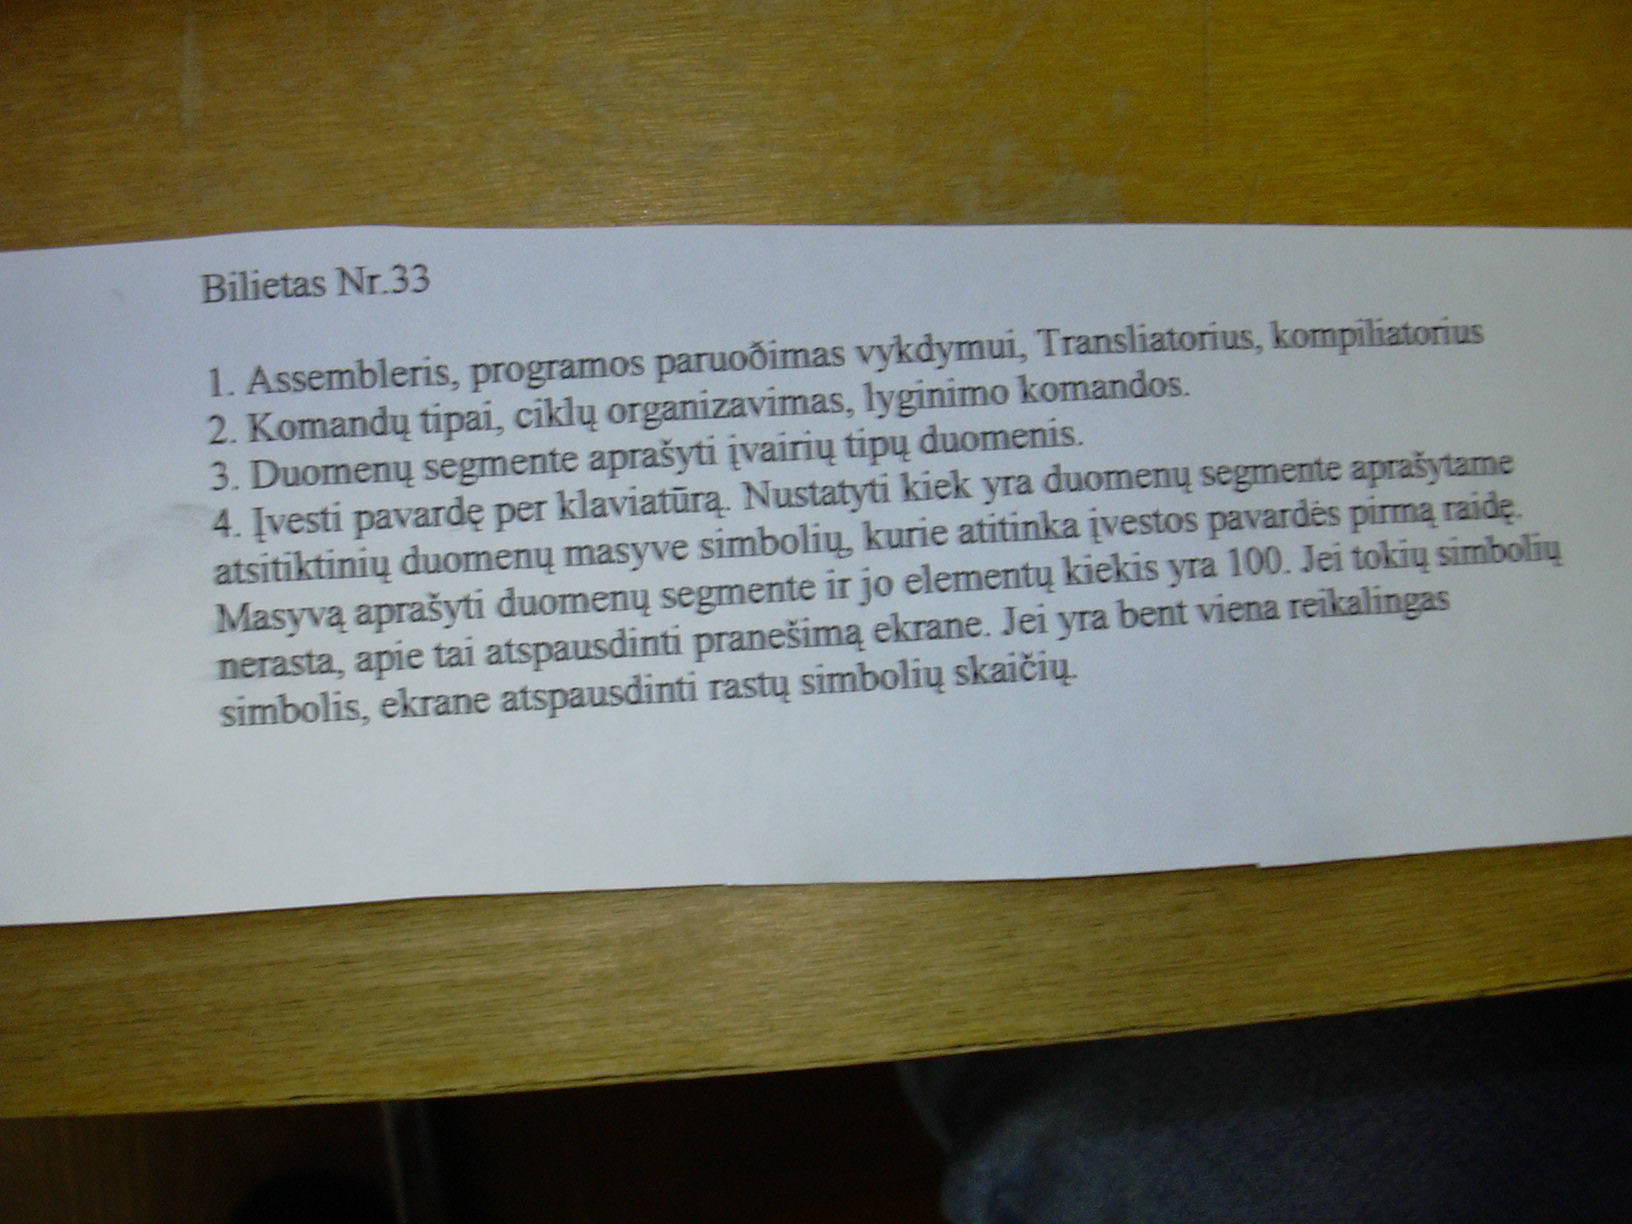 Bilietas Nr.33
1. Assembleris, programos paruoðimas vykdymui, Transliatorius, kompiliatorius
2. Komandų tipai, ciklų organizavimas, lyginimo komandos.
3. Duomenų segmente aprašyti įvairių tipų duomenis.
4. Įvesti pavardę per klaviatūrą. Nustatyti kiek yra duomenų segmente aprašytame
atsitiktinių duomenų masyve simbolių, kurie atitinka įvestos pavardės pirmą raidę.
Masyvą aprašyti duomenų segmente ir jo elementų kiekis yra 100. Jei tokių simbolių
nerasta, apie tai atspausdinti pranešimą ekrane. Jei yra bent viena reikalingas
simbolis, ekrane atspausdinti rastų simbolių skaičių.